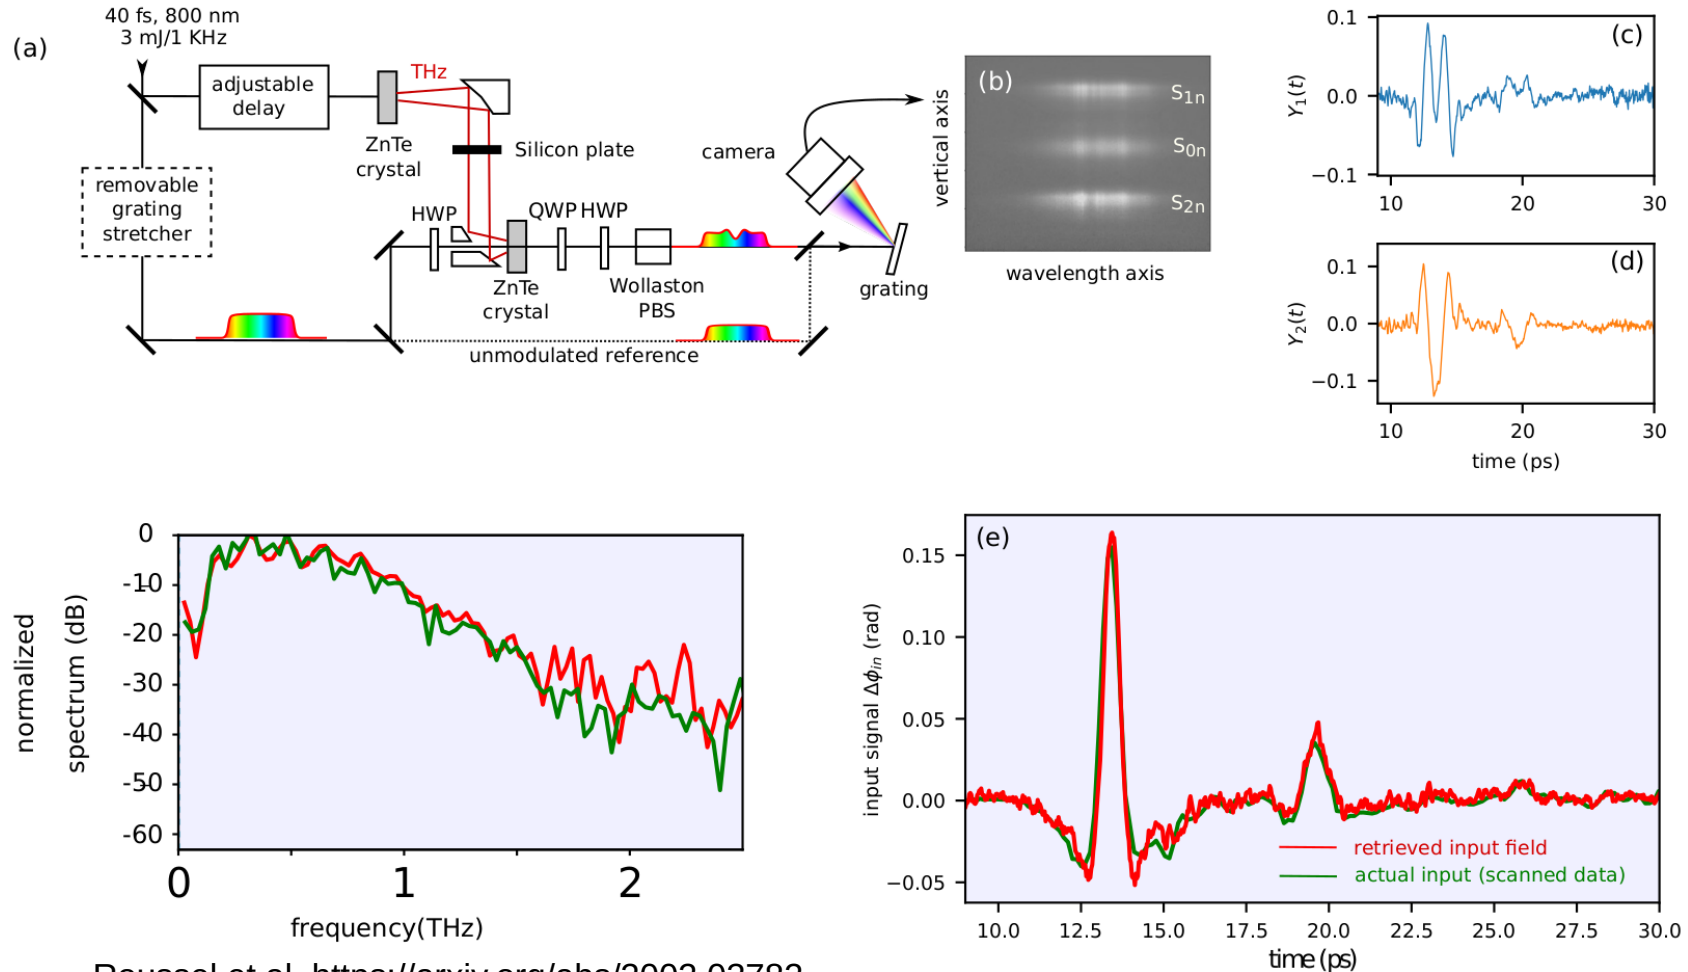 (a)
40 fs, 800 nm
3 mJ/1 KHz
adjustable
delay
THz
ZnTe
crystal
Silicon plate
removable
grating
stretcher
HWP
QWP HWP
ZnTe
crystal
Wollaston
PBS
camera
grating
unmodulated reference
(b)
S1n
S0n
S2n
vertical axis
wavelength axis
(c)
Y1(t)
0.1
0.0
−0.1
10 20 30
(d)
Y2(t)
0.1
0.0
−0.1
10 20 30
time (ps)
normalized
spectrum (dB)
0
-10
-20
-30
-40
-50
-60
0 1 2
frequency(THz)
(e)
input signal Δϕin (rad)
0.15
0.10
0.05
0.00
−0.05
retrieved input field
actual input (scanned data)
10.0 12.5 15.0 17.5 20.0 22.5 25.0 27.5 30.0
time (ps)